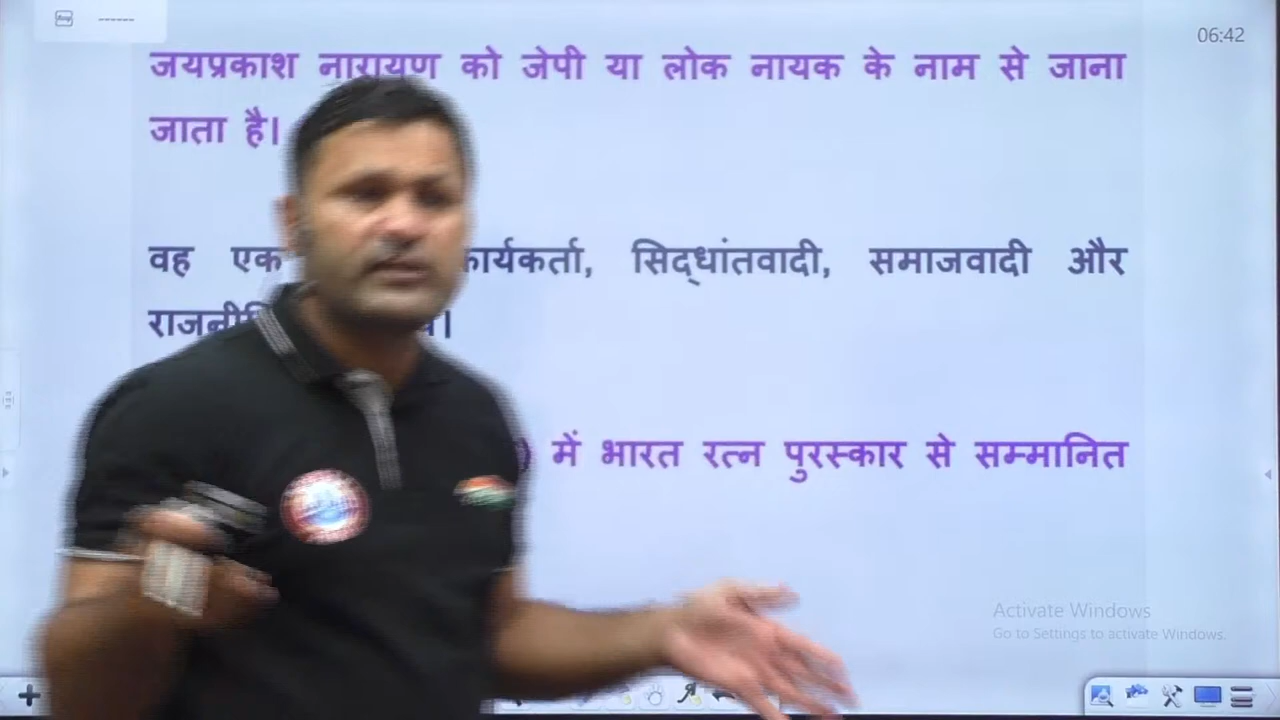 06:42
जयप्रकाश नारायण को जेपी या लोक नायक के नाम से जाना
जाता है।
वह एक कार्यकर्ता, सिद्धांतवादी, समाजवादी और
में भारत रत्न पुरस्कार से सम्मानित
Activate Windows
Go to Settings to activate Windows.